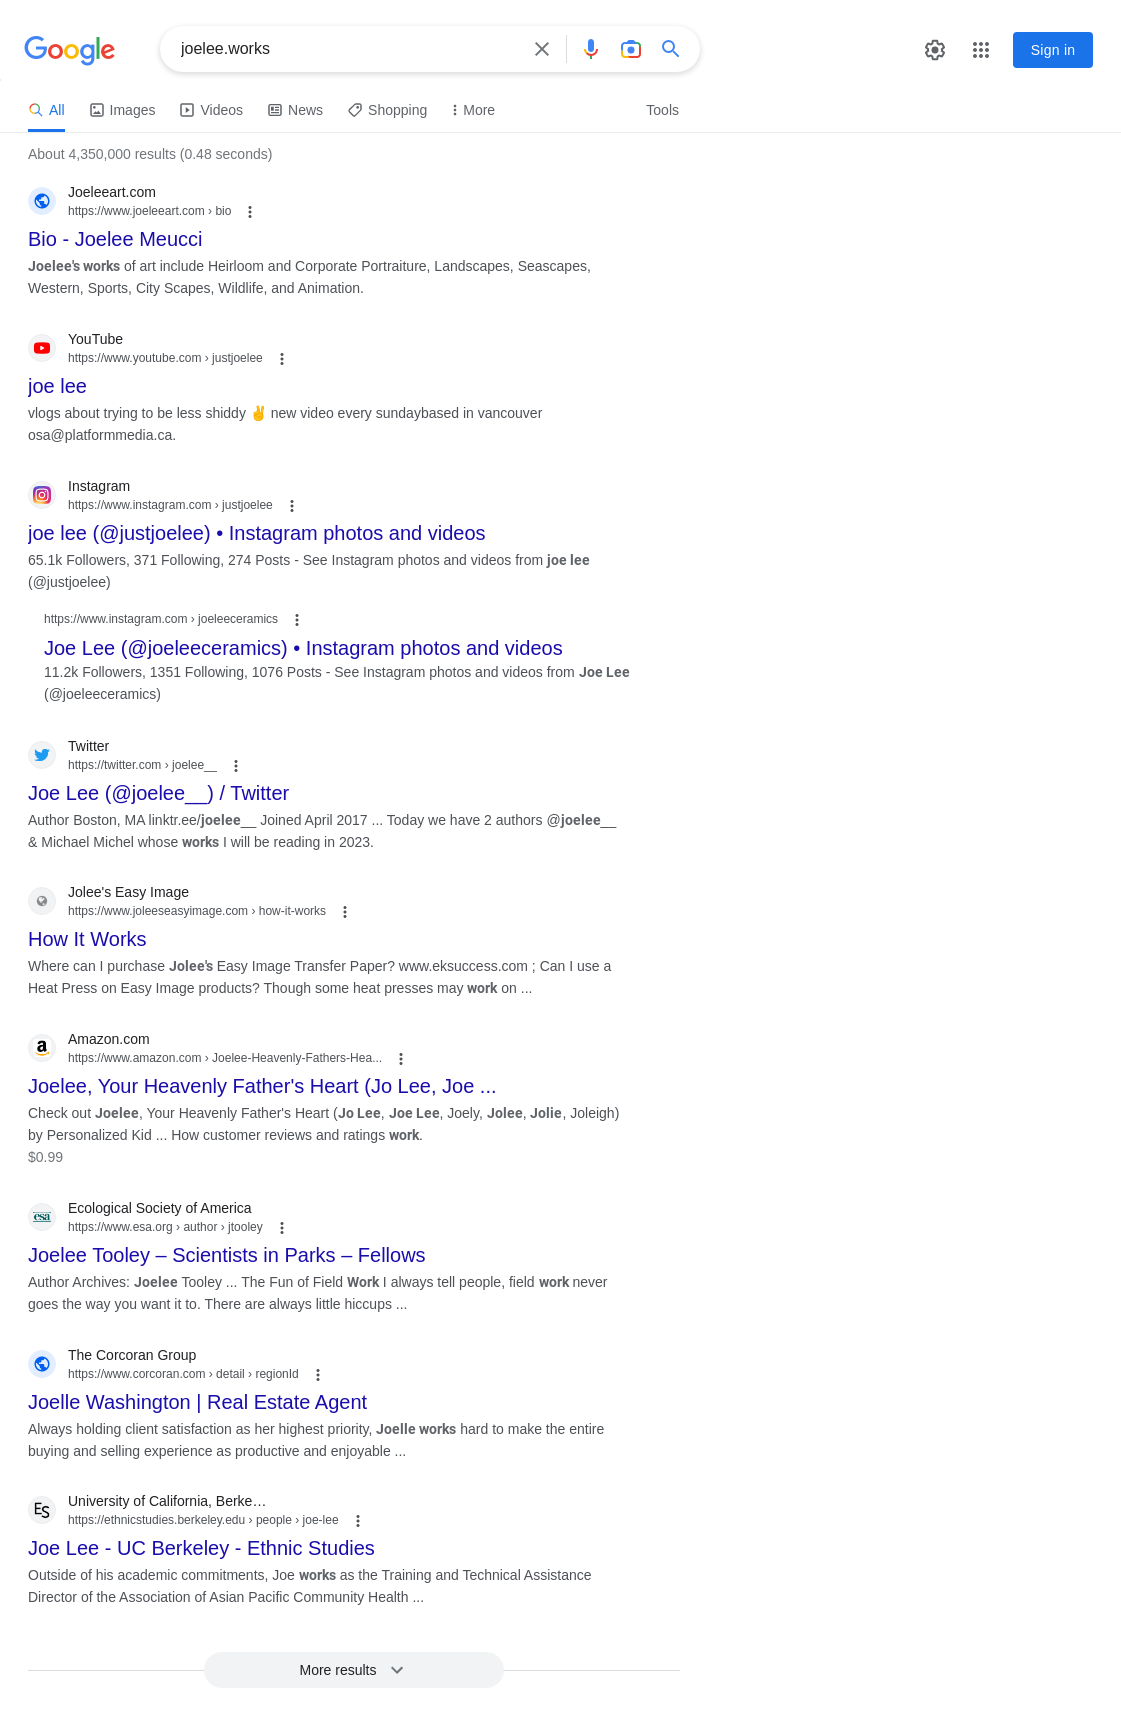 Google
joelee.works
Sign in
All Images Videos News Shopping More Tools
About 4,350,000 results (0.48 seconds)
Joeleeart.com
https://www.joeleeart.com › bio
Bio - Joelee Meucci
Joelee's works of art include Heirloom and Corporate Portraiture, Landscapes, Seascapes,
Western, Sports, City Scapes, Wildlife, and Animation.
YouTube
https://www.youtube.com › justjoelee
joe lee
vlogs about trying to be less shiddy ✌ new video every sundaybased in vancouver
osa@platformmedia.ca.
Instagram
https://www.instagram.com › justjoelee
joe lee (@justjoelee) • Instagram photos and videos
65.1k Followers, 371 Following, 274 Posts - See Instagram photos and videos from joe lee
(@justjoelee)
https://www.instagram.com › joeleeceramics
Joe Lee (@joeleeceramics) • Instagram photos and videos
11.2k Followers, 1351 Following, 1076 Posts - See Instagram photos and videos from Joe Lee
(@joeleeceramics)
Twitter
https://twitter.com › joelee__
Joe Lee (@joelee__) / Twitter
Author Boston, MA linktr.ee/joelee__ Joined April 2017 ... Today we have 2 authors @joelee__
& Michael Michel whose works I will be reading in 2023.
Jolee's Easy Image
https://www.joleeseasyimage.com › how-it-works
How It Works
Where can I purchase Jolee's Easy Image Transfer Paper? www.eksuccess.com ; Can I use a
Heat Press on Easy Image products? Though some heat presses may work on ...
a
Amazon.com
https://www.amazon.com › Joelee-Heavenly-Fathers-Hea...
Joelee, Your Heavenly Father's Heart (Jo Lee, Joe ...
Check out Joelee, Your Heavenly Father's Heart (Jo Lee, Joe Lee, Joely, Jolee, Jolie, Joleigh)
by Personalized Kid ... How customer reviews and ratings work.
$0.99
esa
Ecological Society of America
https://www.esa.org › author › jtooley
Joelee Tooley – Scientists in Parks – Fellows
Author Archives: Joelee Tooley ... The Fun of Field Work I always tell people, field work never
goes the way you want it to. There are always little hiccups ...
The Corcoran Group
https://www.corcoran.com › detail › regionId
Joelle Washington | Real Estate Agent
Always holding client satisfaction as her highest priority, Joelle works hard to make the entire
buying and selling experience as productive and enjoyable ...
ES
University of California, Berke…
https://ethnicstudies.berkeley.edu › people › joe-lee
Joe Lee - UC Berkeley - Ethnic Studies
Outside of his academic commitments, Joe works as the Training and Technical Assistance
Director of the Association of Asian Pacific Community Health ...
More results